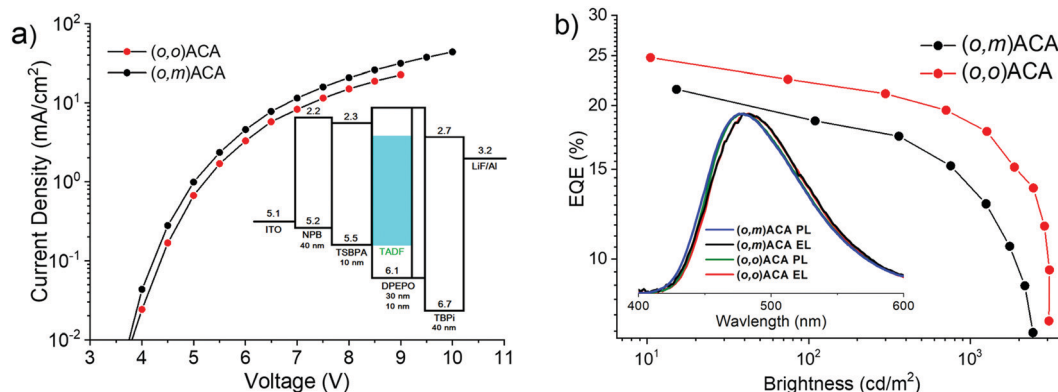 a)
Current Density (mA/cm²)
10²
10¹
10⁰
10⁻¹
10⁻²
(o,o)ACA
(o,m)ACA
2.2
2.3
2.7
3.2
LiF/Al
5.1
ITO
5.2
NPB
40 nm
5.5
TSBPA
10 nm
TADF
6.1
DPEPO
30 nm
10 nm
6.7
TBPi
40 nm
3 4 5 6 7 8 9 10 11
Voltage (V)
b)
EQE (%)
30
25
20
15
10
(o,m)ACA
(o,o)ACA
(o,m)ACA PL
(o,m)ACA EL
(o,o)ACA PL
(o,o)ACA EL
400 500 600
Wavelength (nm)
10¹ 10² 10³
Brightness (cd/m²)